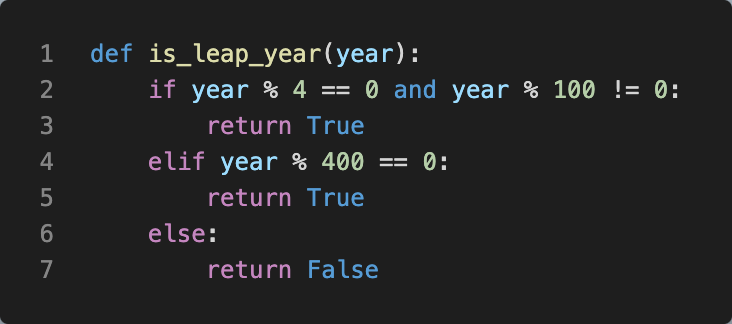 1 def is_leap_year(year):
2     if year % 4 == 0 and year % 100 != 0:
3         return True
4     elif year % 400 == 0:
5         return True
6     else:
7         return False